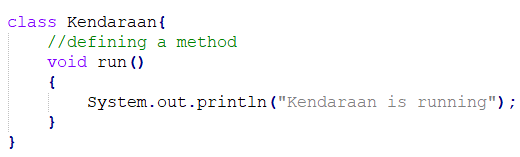 class Kendaraan{
    //defining a method
    void run()
    {
        System.out.println("Kendaraan is running");
    }
}